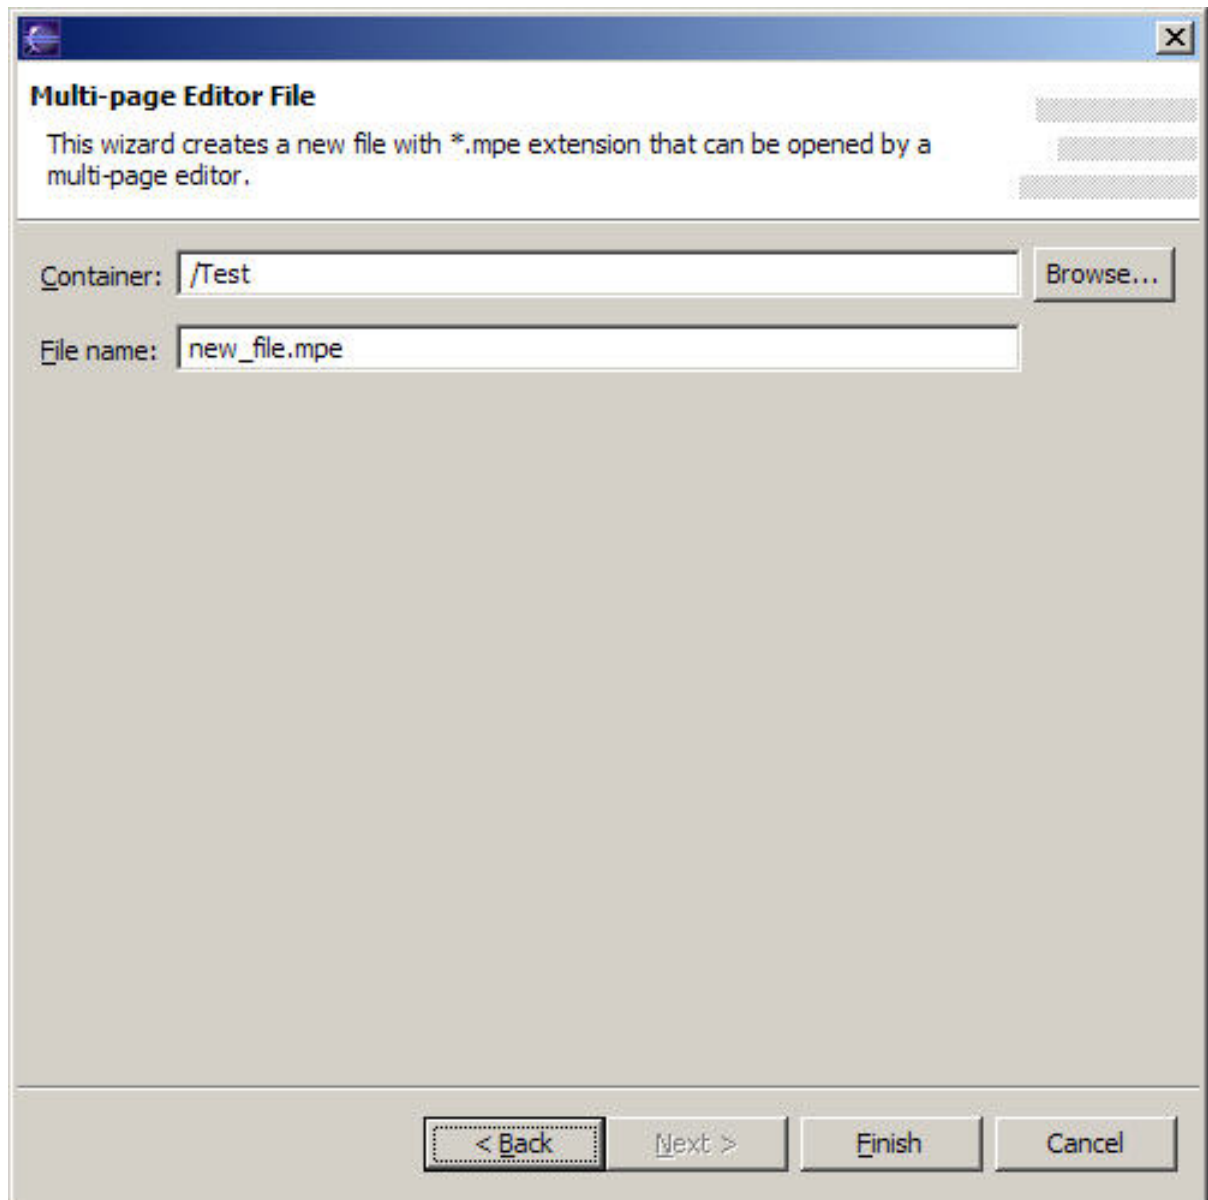 Multi-page Editor File
This wizard creates a new file with *.mpe extension that can be opened by a
multi-page editor.
Container: /Test Browse...
File name: new_file.mpe
< Back Next > Finish Cancel